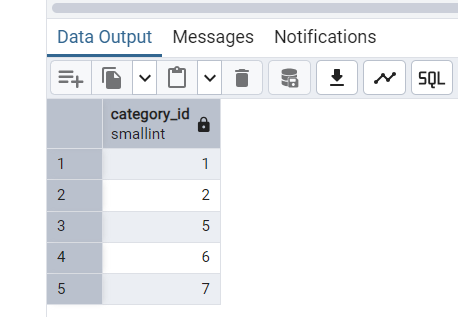 Data Output Messages Notifications
SQL
category_id
smallint
1 1
2 2
3 5
4 6
5 7